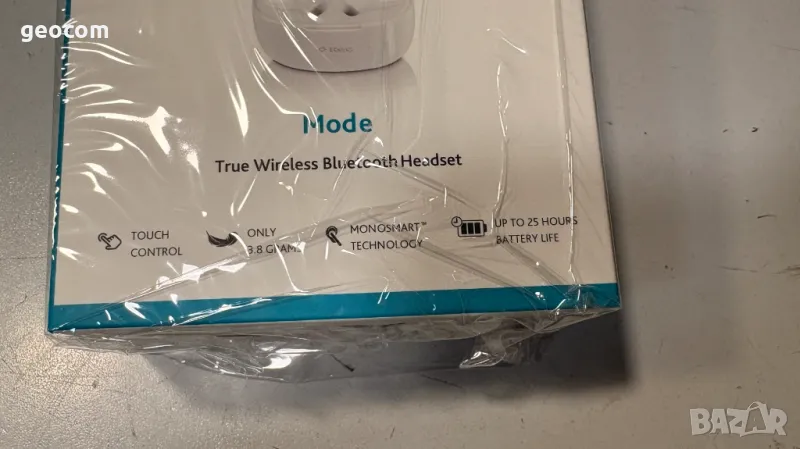 geotcom
Mode
True Wireless Bluetooth Headset
TOUCH
CONTROL
ONLY
3.8 GRAMS
MONOSMART™
TECHNOLOGY
UP TO 25 HOURS
BATTERY LIFE
BAZAR